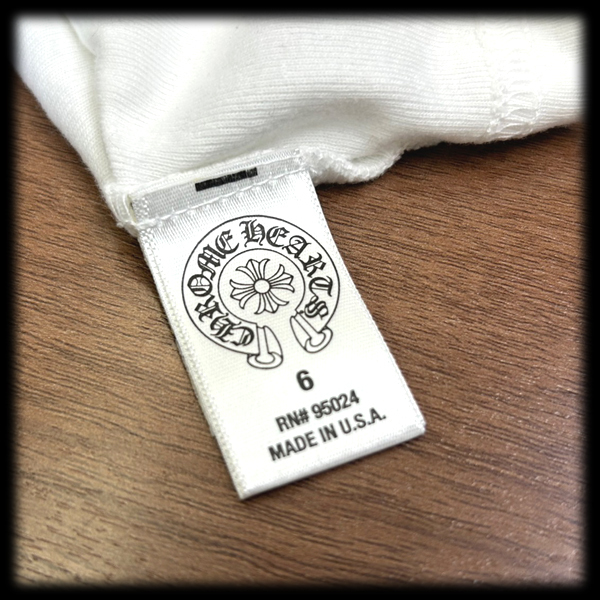 CHROME HEARTS
6
RN# 95024
MADE IN U.S.A.